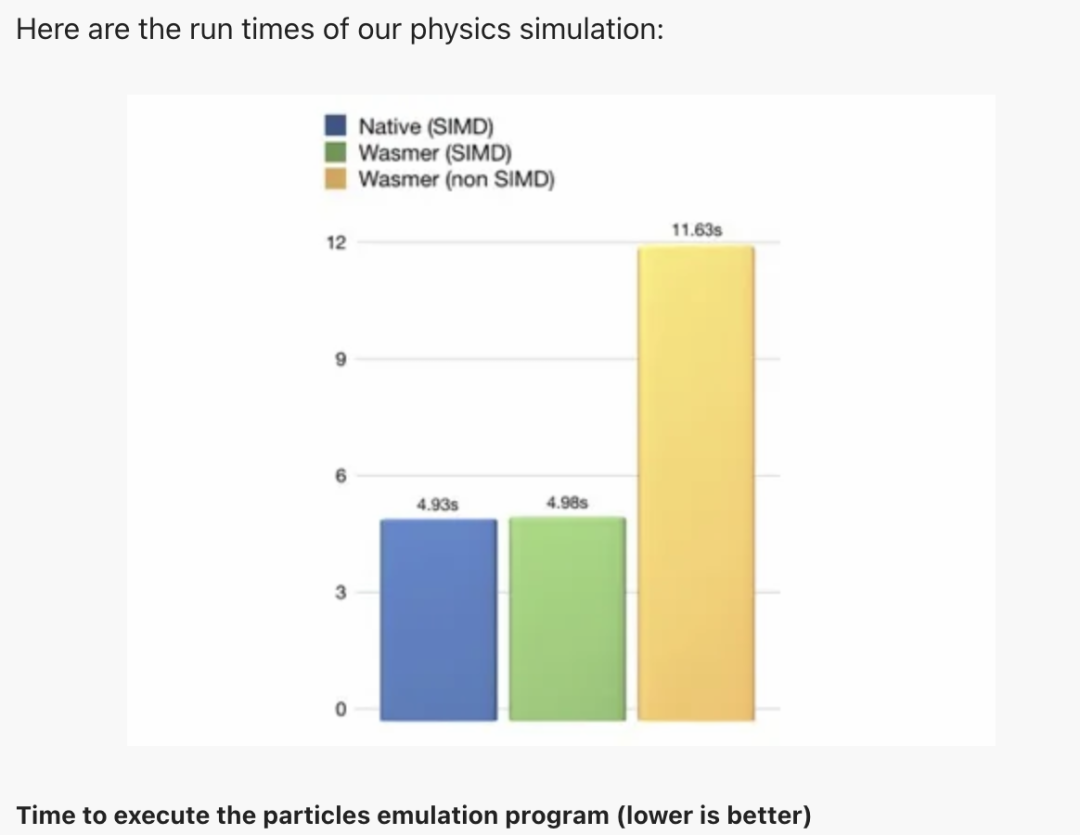 Here are the run times of our physics simulation:
Native (SIMD)
Wasmer (SIMD)
Wasmer (non SIMD)
11.63s
12
9
6
4.93s
4.98s
3
0
Time to execute the particles emulation program (lower is better)